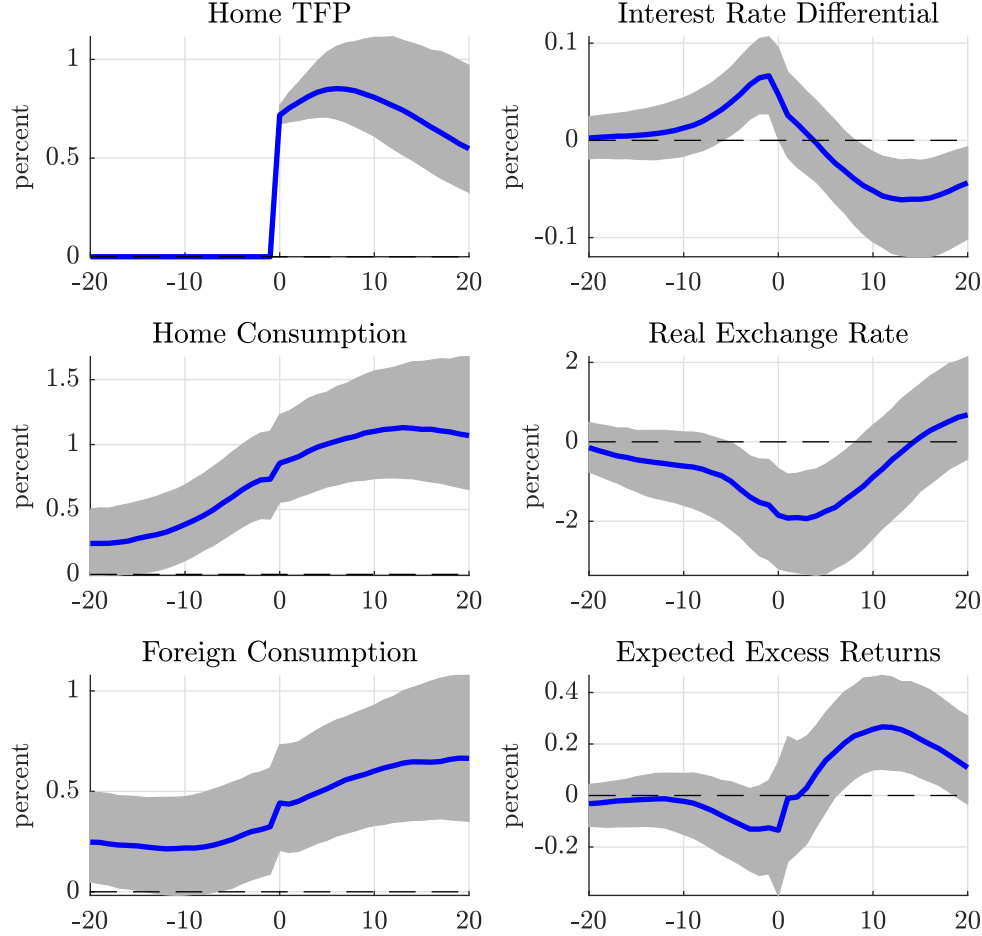 Home TFP
percent
1
0.5
0
-20 -10 0 10 20
Interest Rate Differential
percent
0.1
0
-0.1
-20 -10 0 10 20
Home Consumption
percent
1.5
1
0.5
0
-20 -10 0 10 20
Real Exchange Rate
percent
2
0
-2
-20 -10 0 10 20
Foreign Consumption
percent
1
0.5
0
-20 -10 0 10 20
Expected Excess Returns
percent
0.4
0.2
0
-0.2
-20 -10 0 10 20